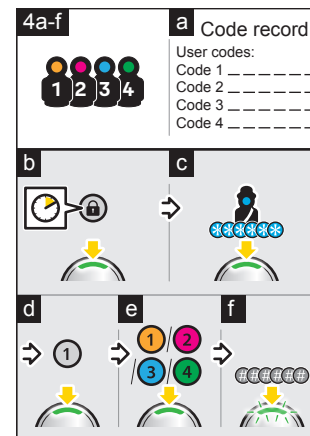 4a-f
a Code record
User codes:
Code 1 _ _ _ _ _ _
Code 2 _ _ _ _ _ _
Code 3 _ _ _ _ _ _
Code 4 _ _ _ _ _ _
1 2 3 4
b
c
******
d
e
f
1
1 / 2
/ 3 / 4
######